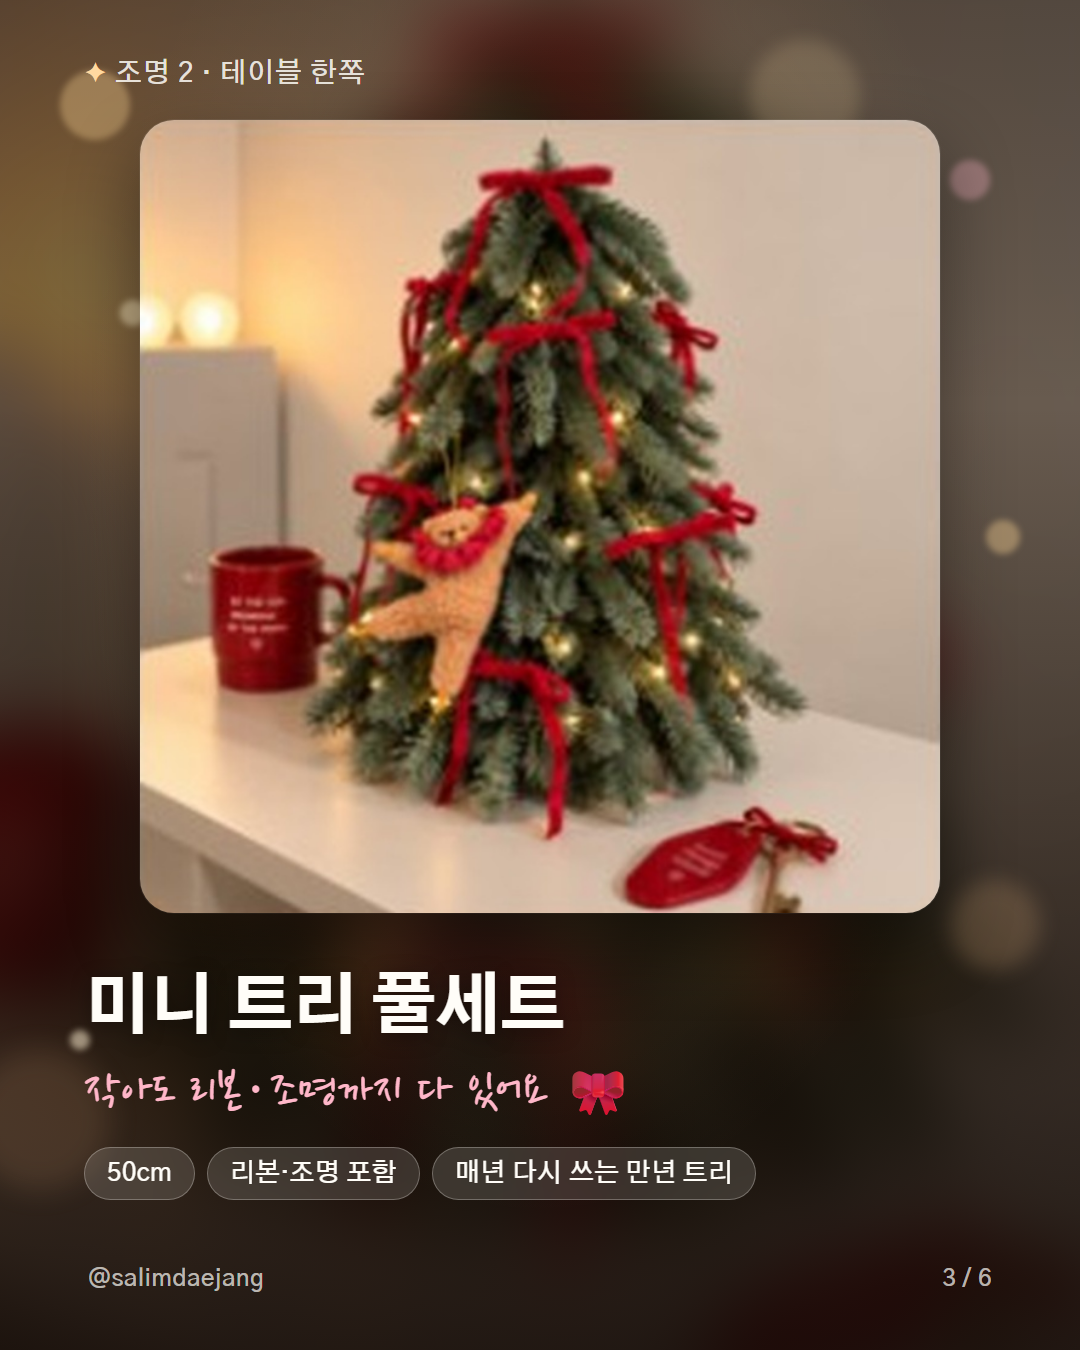 ✦ 조명 2 · 테이블 한쪽
미니 트리 풀세트
작아도 리본·조명까지 다 있어요 🎀
50cm
리본·조명 포함
매년 다시 쓰는 만년 트리
@salimdaejang
3 / 6